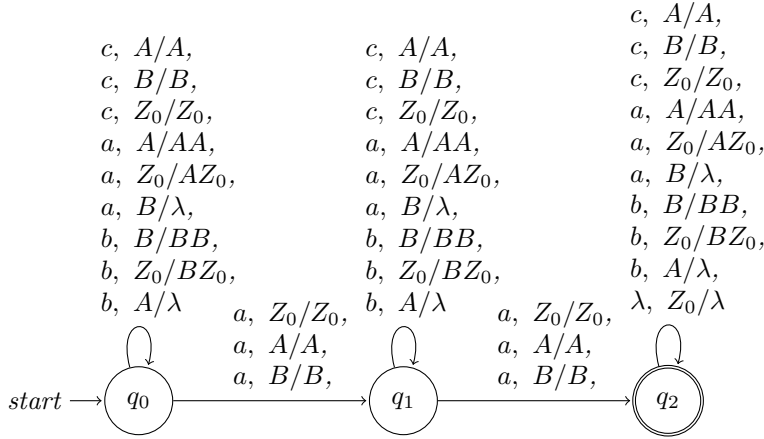 c, A/A,
c, B/B,
c, Z₀/Z₀,
a, A/AA,
a, Z₀/AZ₀,
a, B/λ,
b, B/BB,
b, Z₀/BZ₀,
b, A/λ
a, Z₀/Z₀,
a, A/A,
a, B/B,
c, A/A,
c, B/B,
c, Z₀/Z₀,
a, A/AA,
a, Z₀/AZ₀,
a, B/λ,
b, B/BB,
b, Z₀/BZ₀,
b, A/λ
a, Z₀/Z₀,
a, A/A,
a, B/B,
c, A/A,
c, B/B,
c, Z₀/Z₀,
a, A/AA,
a, Z₀/AZ₀,
a, B/λ,
b, B/BB,
b, Z₀/BZ₀,
b, A/λ,
λ, Z₀/λ
start
q₀
q₁
q₂